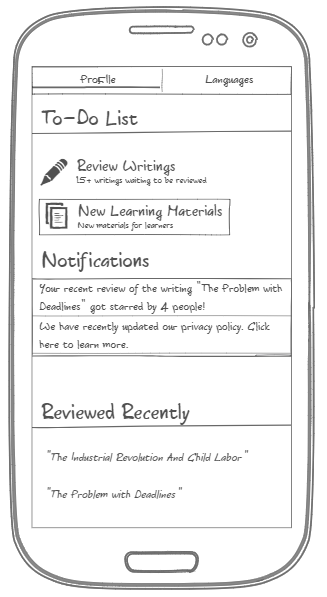 Profile
Languages
To-Do List
Review Writings
15+ writings waiting to be reviewed
New Learning Materials
New materials for learners
Notifications
Your recent review of the writing "The Problem with
Deadlines" got starred by 4 people!
We have recently updated our privacy policy. Click
here to learn more.
Reviewed Recently
"The Industrial Revolution And Child Labor"
"The Problem with Deadlines"